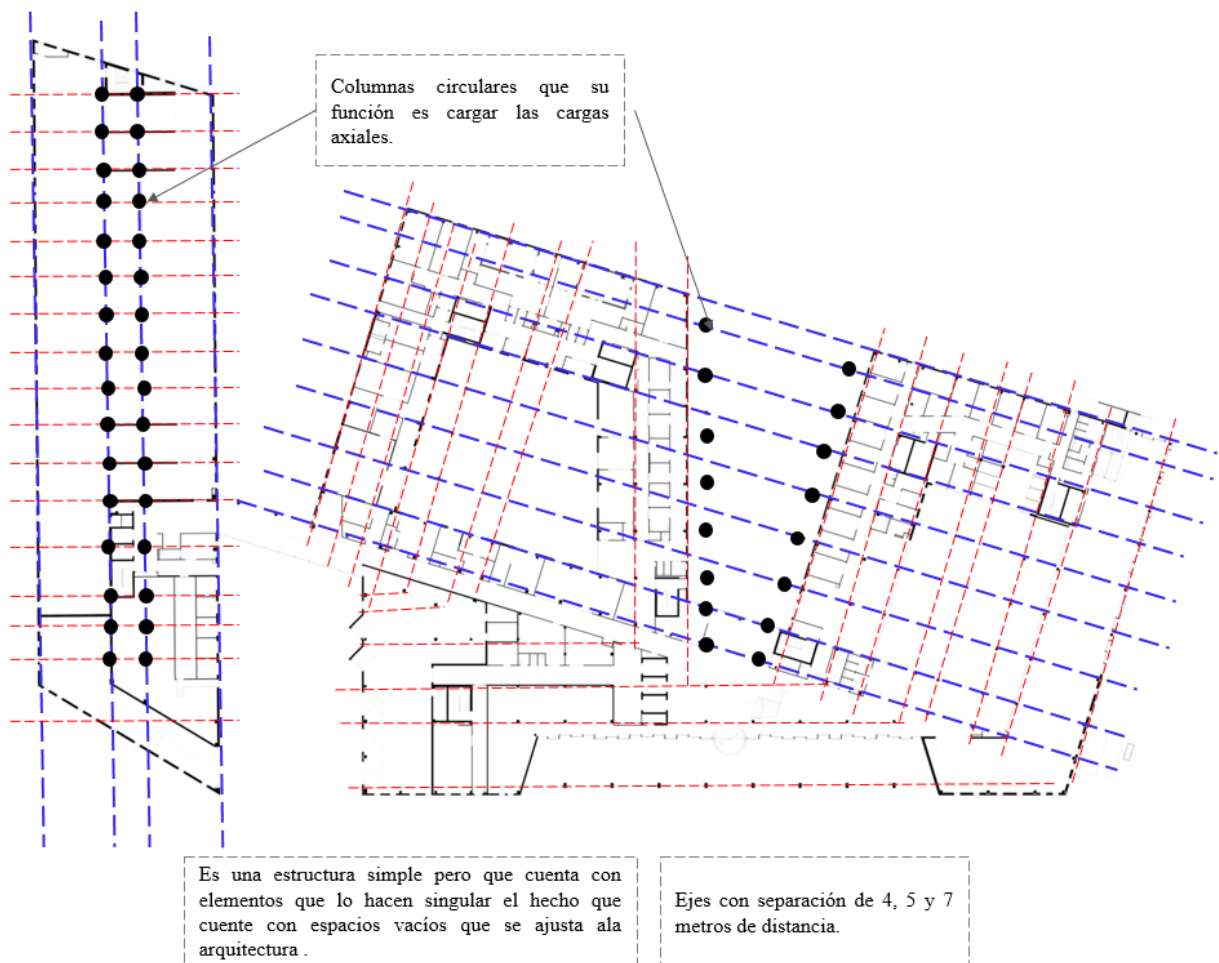 Columnas circulares que su
función es cargar las cargas
axiales.
Es una estructura simple pero que cuenta con
elementos que lo hacen singular el hecho que
cuente con espacios vacíos que se ajusta ala
arquitectura .
Ejes con separación de 4, 5 y 7
metros de distancia.